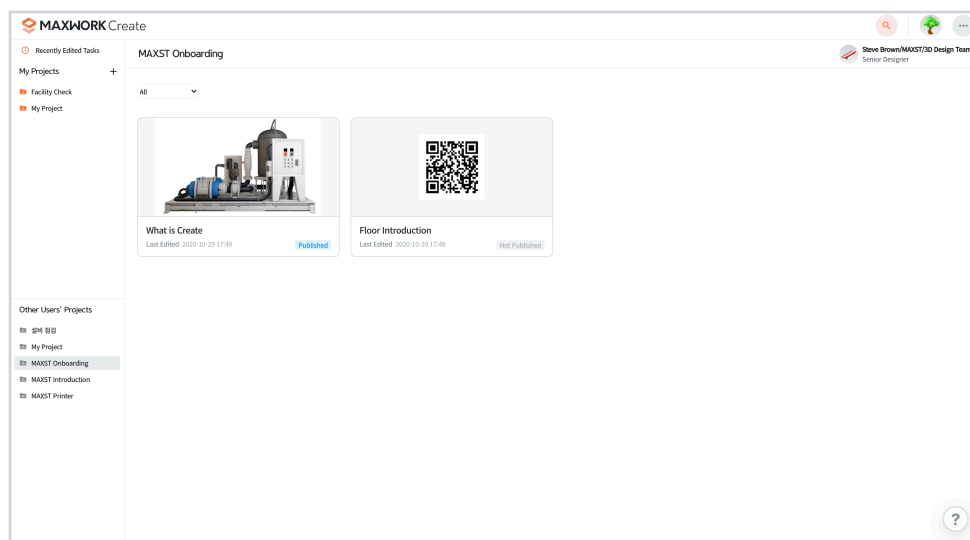 MAXWORK Create
Recently Edited Tasks
My Projects +
Facility Check
My Project
Other Users' Projects
설비 점검
My Project
MAXST Onboarding
MAXST Introduction
MAXST Printer
MAXST Onboarding
Steve Brown/MAXST/3D Design Team
Senior Designer
All
What is Create
Last Edited 2020-10-29 17:49 Published
Floor Introduction
Last Edited 2020-10-29 17:48 Not Published
?